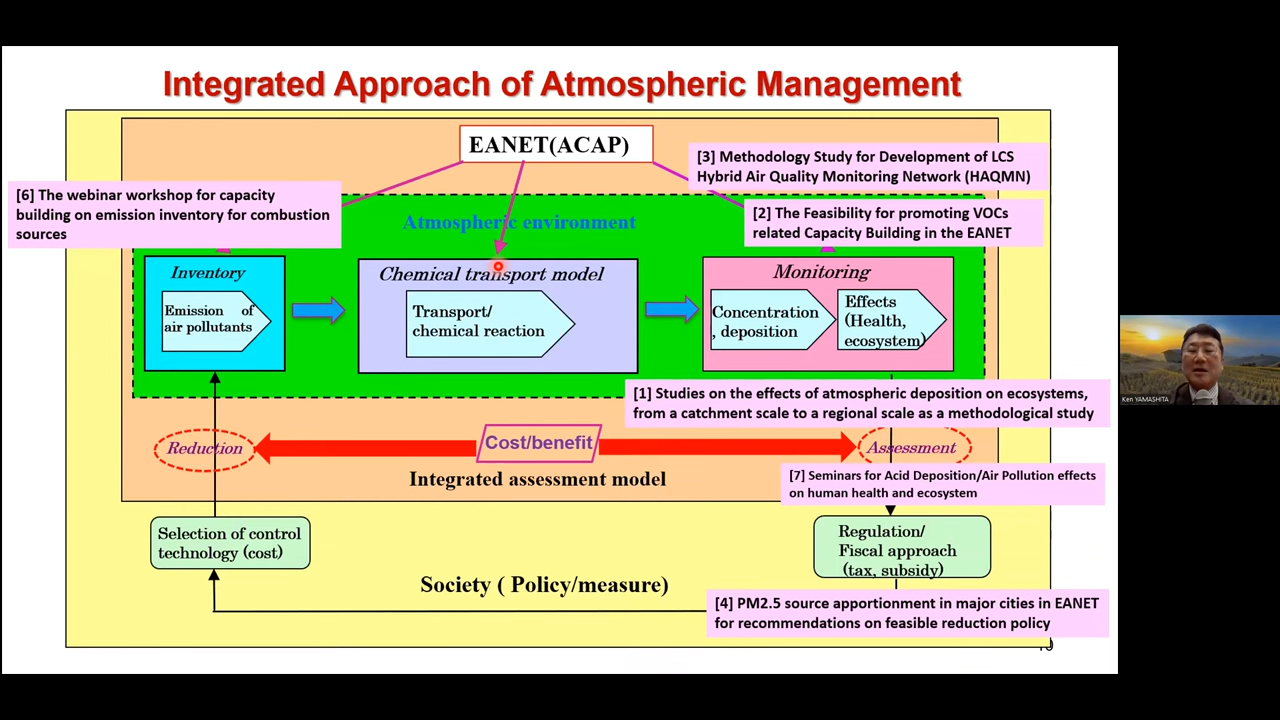 Integrated Approach of Atmospheric Management
EANET(ACAP)
[3] Methodology Study for Development of LCS
Hybrid Air Quality Monitoring Network (HAQMN)
[6] The webinar workshop for capacity
building on emission inventory for combustion
sources
[2] The Feasibility for promoting VOCs
related Capacity Building in the EANET
Atmospheric environment
Inventory
Emission of
air pollutants
Chemical transport model
Transport/
chemical reaction
Monitoring
Concentration
, deposition
Effects
(Health,
ecosystem)
Ken YAMASHITA
[1] Studies on the effects of atmospheric deposition on ecosystems,
from a catchment scale to a regional scale as a methodological study
Reduction
Cost/benefit
Assessment
Integrated assessment model
[7] Seminars for Acid Deposition/Air Pollution effects
on human health and ecosystem
Selection of control
technology (cost)
Regulation/
Fiscal approach
(tax, subsidy)
Society ( Policy/measure)
[4] PM2.5 source apportionment in major cities in EANET
for recommendations on feasible reduction policy